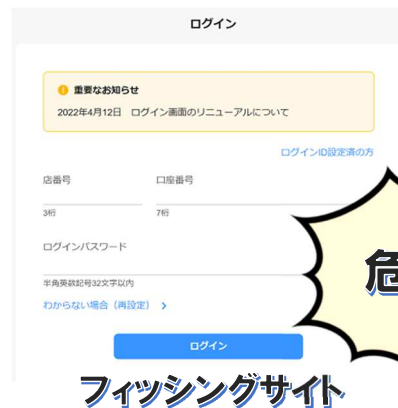 ログイン
重要なお知らせ
2022年4月12日 ログイン画面のリニューアルについて
ログインID設定済の方
店番号 口座番号
3桁 7桁
ログインパスワード
危
半角英数記号32文字以内
わからない場合（再設定） >
ログイン
フィッシングサイト